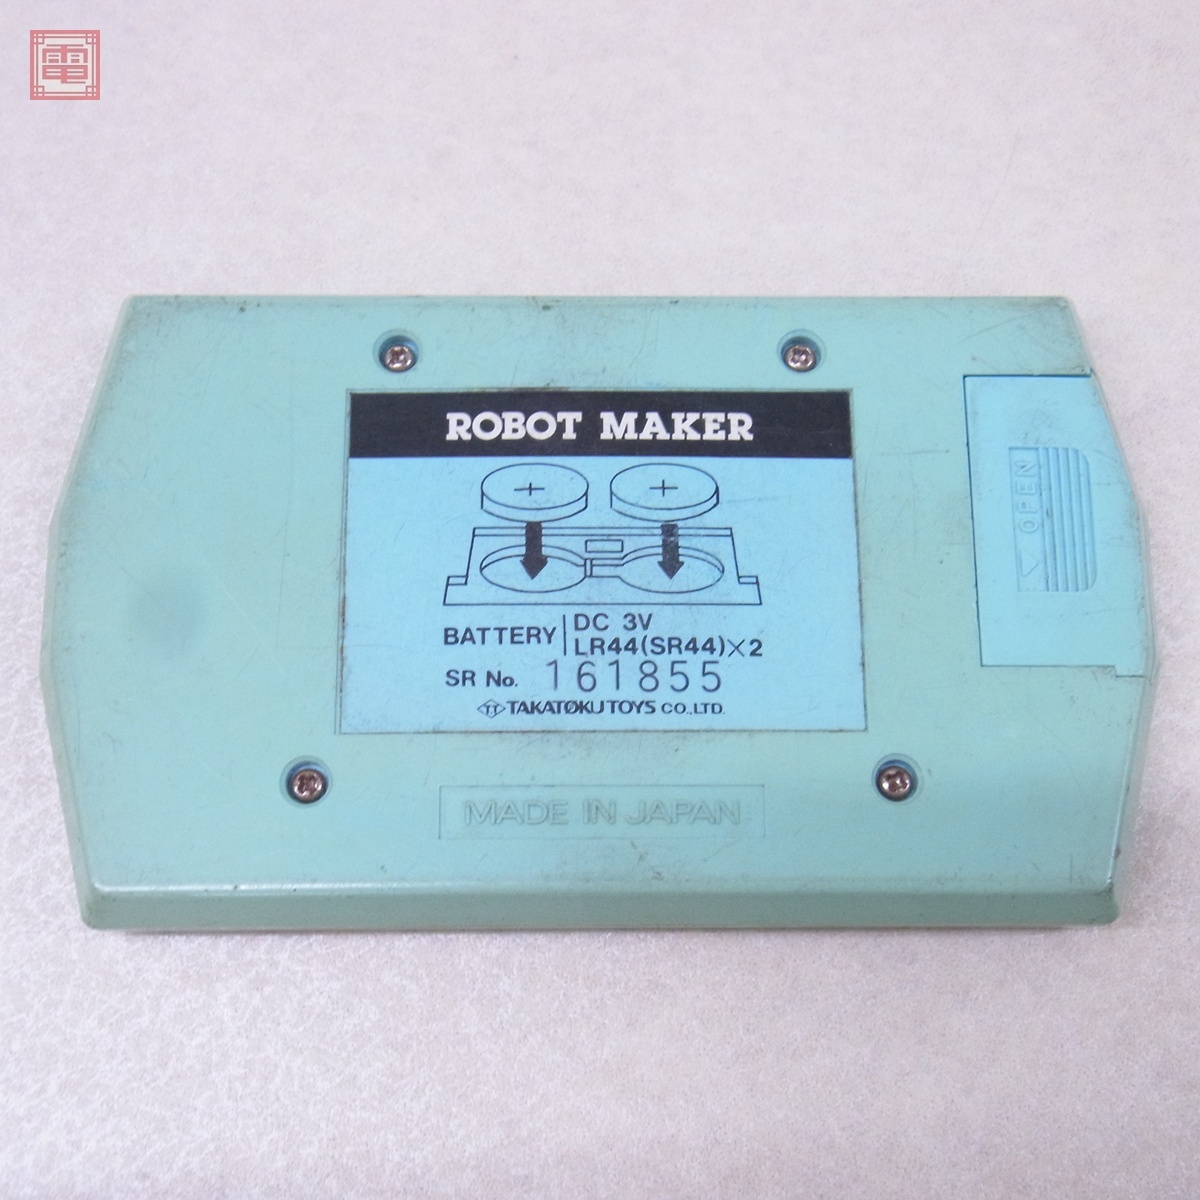 電
ROBOT MAKER
+ +
OPEN
BATTERY DC 3V
LR44(SR44)×2
SR No. 161855
TT TAKATOKU TOYS CO.,LTD.
MADE IN JAPAN